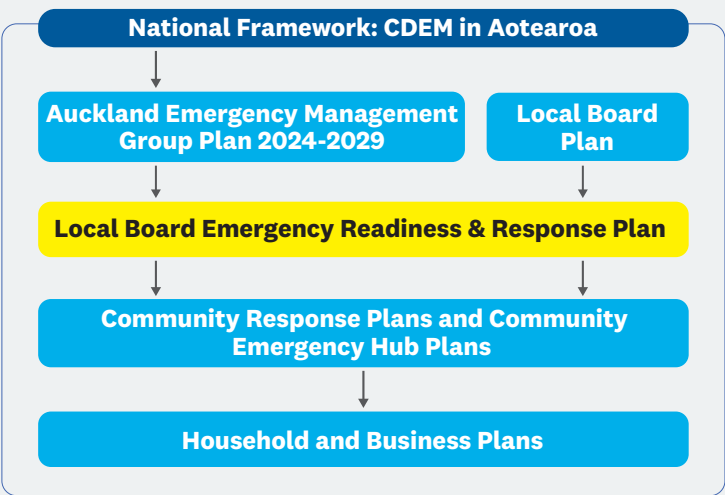 National Framework: CDEM in Aotearoa
Auckland Emergency Management
Group Plan 2024-2029
Local Board
Plan
Local Board Emergency Readiness & Response Plan
Community Response Plans and Community
Emergency Hub Plans
Household and Business Plans